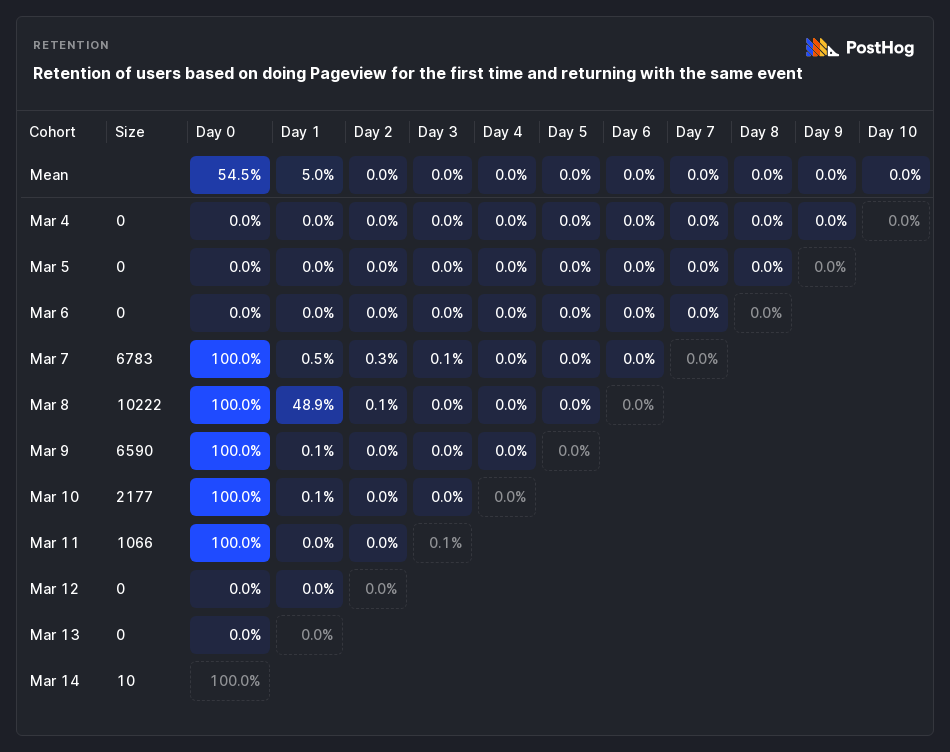 RETENTION
PostHog
Retention of users based on doing Pageview for the first time and returning with the same event
Cohort Size Day 0 Day 1 Day 2 Day 3 Day 4 Day 5 Day 6 Day 7 Day 8 Day 9 Day 10
Mean 54.5% 5.0% 0.0% 0.0% 0.0% 0.0% 0.0% 0.0% 0.0% 0.0% 0.0%
Mar 4 0 0.0% 0.0% 0.0% 0.0% 0.0% 0.0% 0.0% 0.0% 0.0% 0.0% 0.0%
Mar 5 0 0.0% 0.0% 0.0% 0.0% 0.0% 0.0% 0.0% 0.0% 0.0% 0.0%
Mar 6 0 0.0% 0.0% 0.0% 0.0% 0.0% 0.0% 0.0% 0.0% 0.0%
Mar 7 6783 100.0% 0.5% 0.3% 0.1% 0.0% 0.0% 0.0% 0.0%
Mar 8 10222 100.0% 48.9% 0.1% 0.0% 0.0% 0.0% 0.0%
Mar 9 6590 100.0% 0.1% 0.0% 0.0% 0.0% 0.0%
Mar 10 2177 100.0% 0.1% 0.0% 0.0% 0.0%
Mar 11 1066 100.0% 0.0% 0.0% 0.1%
Mar 12 0 0.0% 0.0% 0.0%
Mar 13 0 0.0% 0.0%
Mar 14 10 100.0%